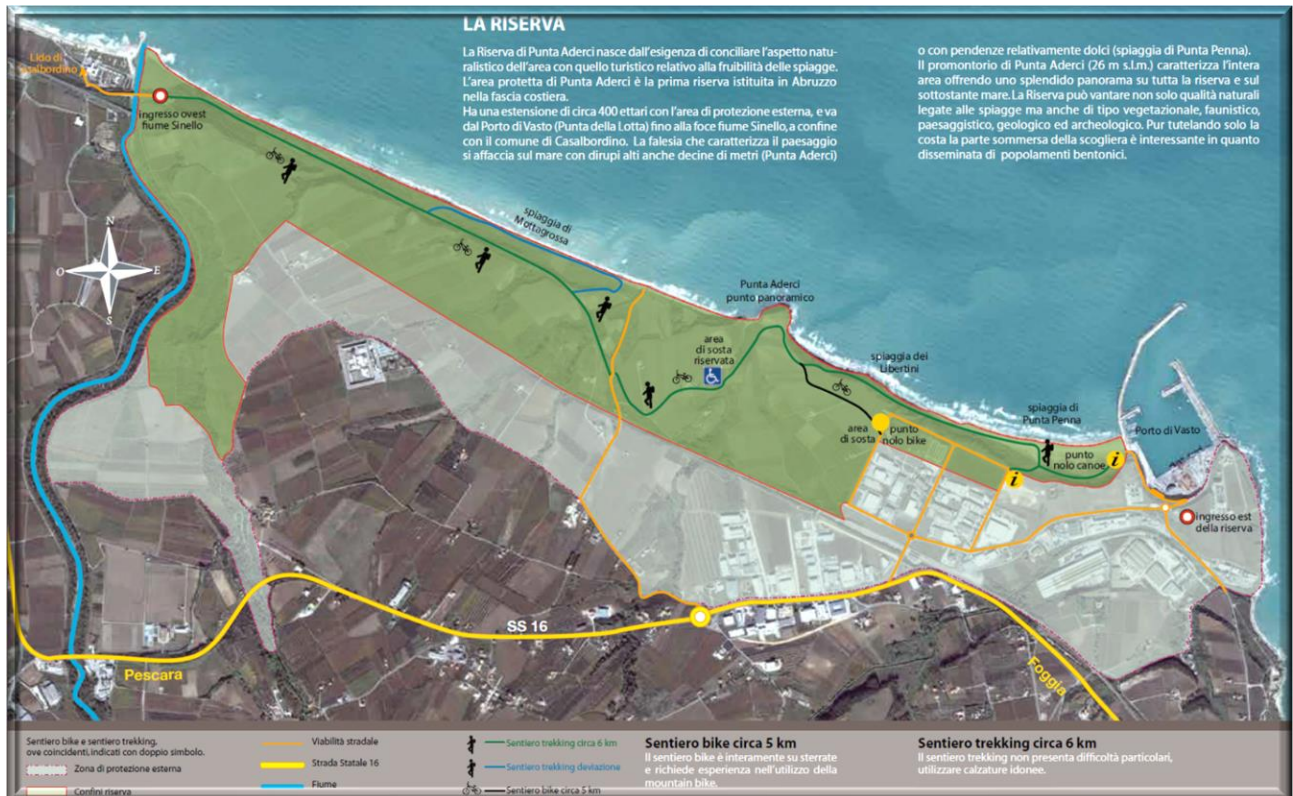 LA RISERVA
La Riserva di Punta Aderci nasce dall'esigenza di conciliare l'aspetto natu-
ralistico dell'area con quello turistico relativo alla fruibilità delle spiagge.
L'area protetta di Punta Aderci è la prima riserva istituita in Abruzzo
nella fascia costiera.
Ha una estensione di circa 400 ettari con l'area di protezione esterna, e va
dal Porto di Vasto (Punta della Lotta) fino alla foce fiume Sinello, a confine
con il comune di Casalbordino. La falesia che caratterizza il paesaggio
si affaccia sul mare con dirupi alti anche decine di metri (Punta Aderci)
o con pendenze relativamente dolci (spiaggia di Punta Penna).
Il promontorio di Punta Aderci (26 m s.l.m.) caratterizza l'intera
area offrendo uno splendido panorama su tutta la riserva e sul
sottostante mare. La Riserva può vantare non solo qualità naturali
legate alle spiagge ma anche di tipo vegetazionale, faunistico,
paesaggistico, geologico ed archeologico. Pur tutelando solo la
costa la parte sommersa della scogliera è interessante in quanto
disseminata di popolamenti bentonici.
Lido di
Casalbordino
ingresso ovest
fiume Sinello
N
O
E
S
spiaggia di
Mottagrossa
Punta Aderci
punto panoramico
area
di sosta
riservata
spiaggia dei
Libertini
area
di sosta
punto
nolo bike
spiaggia di
Punta Penna
punto
nolo canoe
i
i
Porto di Vasto
ingresso est
della riserva
SS 16
Pescara
Foggia
Sentiero bike e sentiero trekking,
ove coincidenti, indicati con doppio simbolo.
Zona di protezione esterna
Confini riserva
Viabilità stradale
Strada Statale 16
Fiume
Sentiero trekking circa 6 km
Sentiero trekking deviazione
Sentiero bike circa 5 km
Sentiero bike circa 5 km
Il sentiero bike è interamente su sterrate
e richiede esperienza nell'utilizzo della
mountain bike.
Sentiero trekking circa 6 km
Il sentiero trekking non presenta difficoltà particolari,
utilizzare calzature idonee.